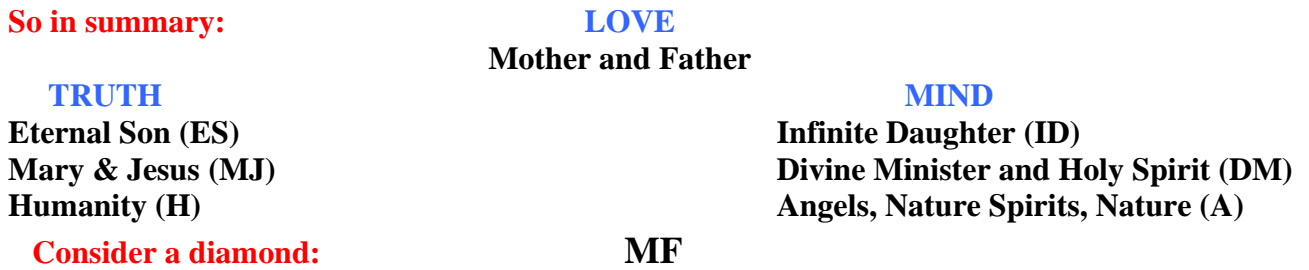 So in summary: LOVE
Mother and Father
TRUTH MIND
Eternal Son (ES) Infinite Daughter (ID)
Mary & Jesus (MJ) Divine Minister and Holy Spirit (DM)
Humanity (H) Angels, Nature Spirits, Nature (A)
Consider a diamond: MF